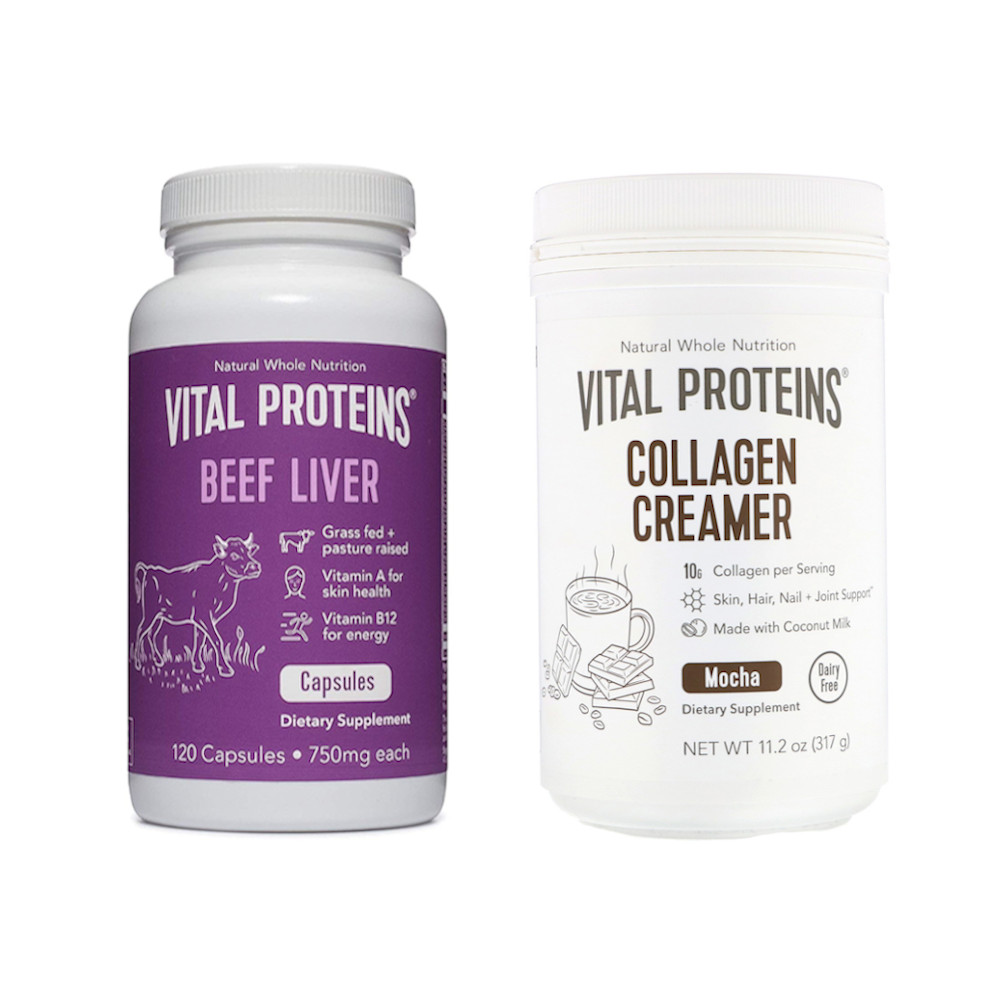 Natural Whole Nutrition
VITAL PROTEINS®
BEEF LIVER
Grass fed +
pasture raised
Vitamin A for
skin health
Vitamin B12
for energy
Capsules
Dietary Supplement
120 Capsules • 750mg each
Natural Whole Nutrition
VITAL PROTEINS®
COLLAGEN
CREAMER
10G Collagen per Serving
Skin, Hair, Nail + Joint Support
Made with Coconut Milk
Mocha
Dairy
Free
Dietary Supplement
NET WT 11.2 oz (317 g)